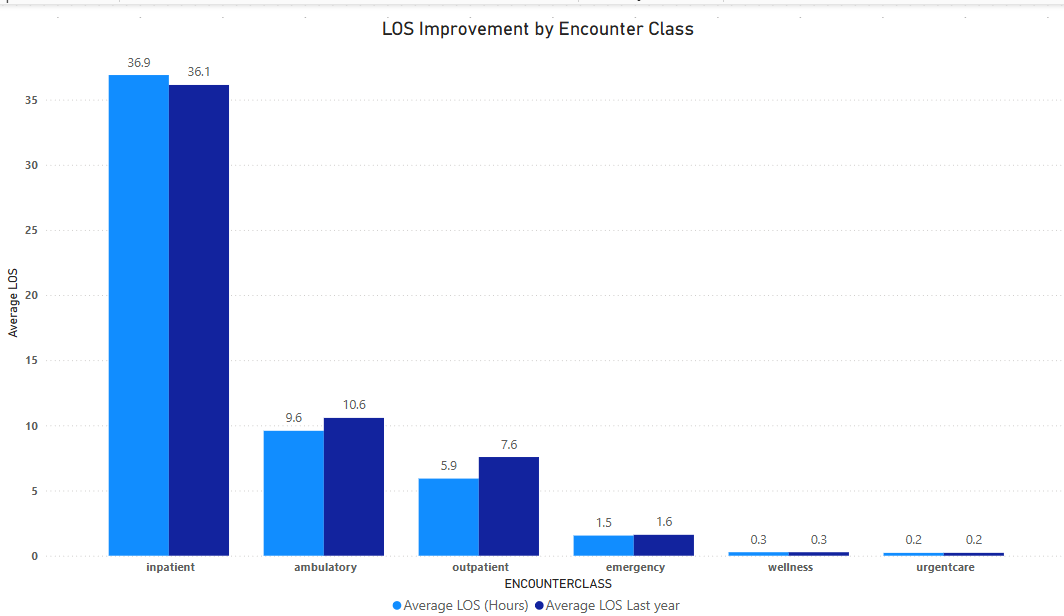 LOS Improvement by Encounter Class
Average LOS
35
30
25
20
15
10
5
0
36.9
36.1
9.6
10.6
5.9
7.6
1.5
1.6
0.3
0.3
0.2
0.2
inpatient
ambulatory
outpatient
emergency
wellness
urgentcare
ENCOUNTERCLASS
Average LOS (Hours)
Average LOS Last year